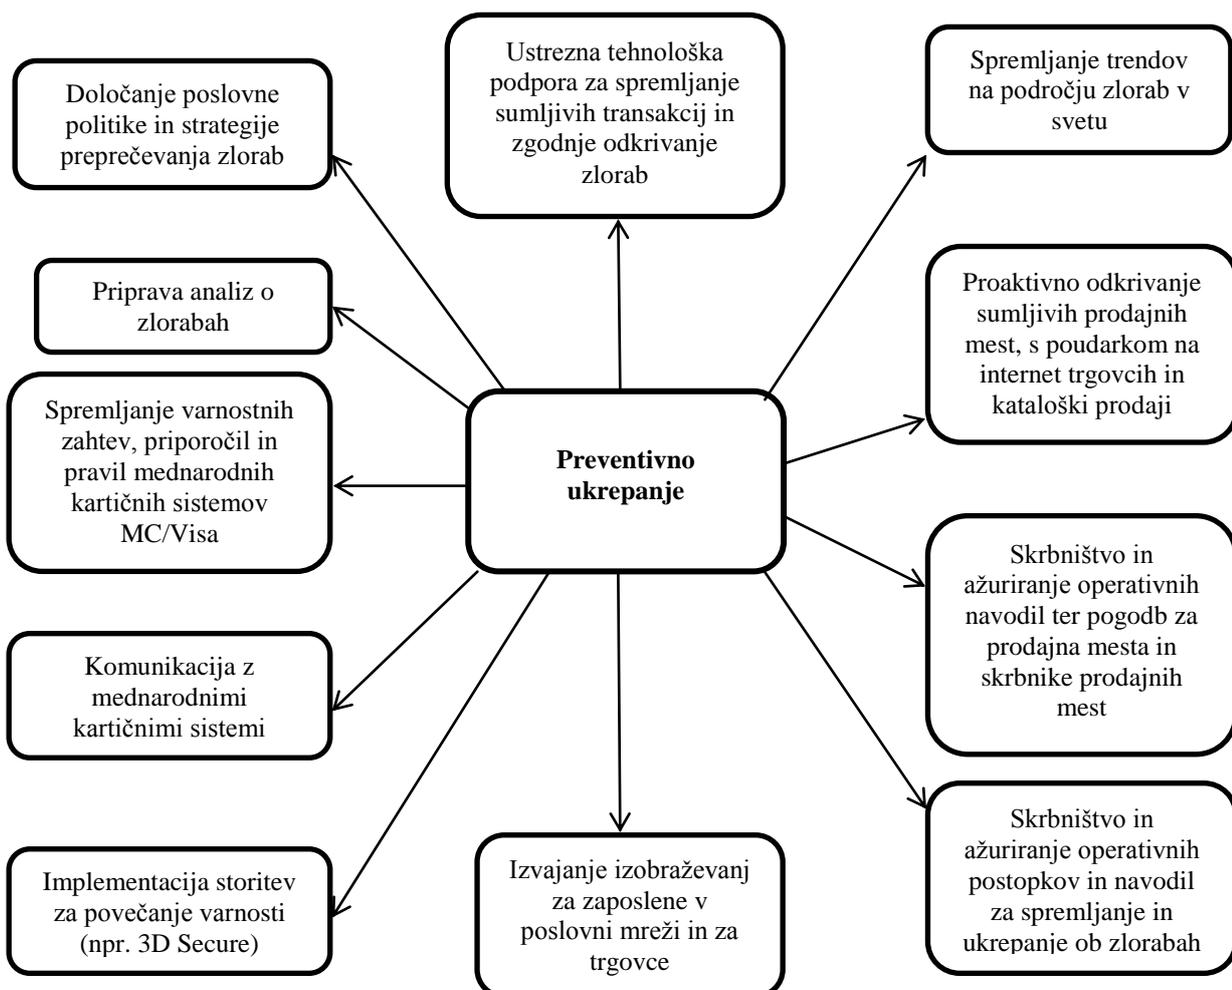 Določanje poslovne
politike in strategije
preprečevanja zlorab
Ustrezna tehnološka
podpora za spremljanje
sumljivih transakcij in
zgodnje odkrivanje
zlorab
Spremljanje trendov
na področju zlorab v
svetu
Priprava analiz o
zlorabah
Proaktivno odkrivanje
sumljivih prodajnih
mest, s poudarkom na
internet trgovcih in
kataloški prodaji
Spremljanje varnostnih
zahtev, priporočil in
pravil mednarodnih
kartičnih sistemov
MC/Visa
Preventivno
ukrepanje
Skrbništvo in
ažuriranje operativnih
navodil ter pogodb za
prodajna mesta in
skrbnike prodajnih
mest
Komunikacija z
mednarodnimi
kartičnimi sistemi
Implementacija storitev
za povečanje varnosti
(npr. 3D Secure)
Izvajanje izobraževanj
za zaposlene v
poslovni mreži in za
trgovce
Skrbništvo in
ažuriranje operativnih
postopkov in navodil
za spremljanje in
ukrepanje ob zlorabah